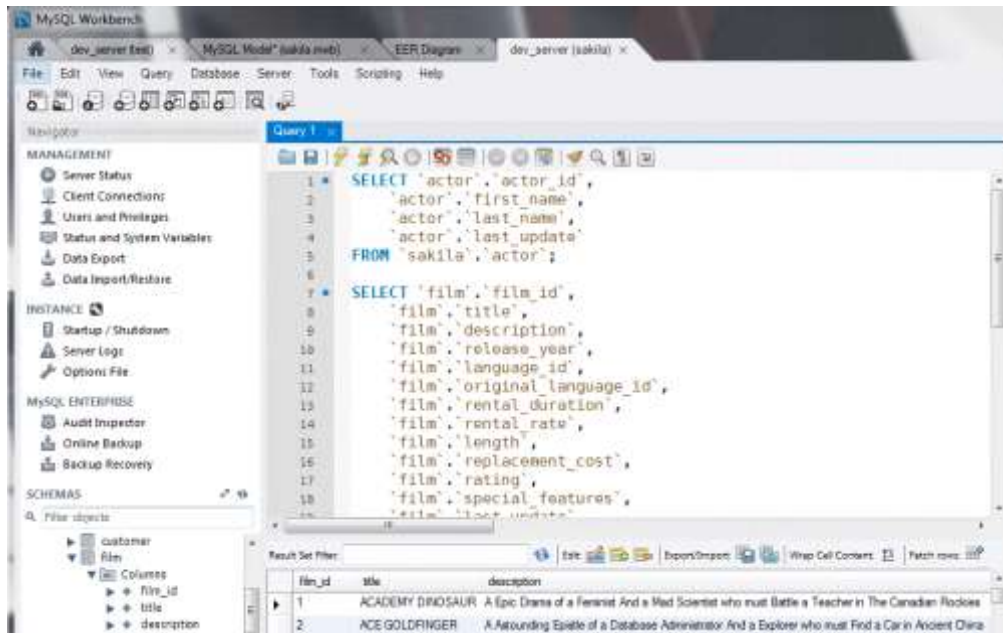 MySQL Workbench
dev_server (test) × MySQL Model* (sakila.mwb) × EER Diagram × dev_server (sakila) ×
File Edit View Query Database Server Tools Scripting Help
Navigator
Query 1 ×
MANAGEMENT
Server Status
Client Connections
Users and Privileges
Status and System Variables
Data Export
Data Import/Restore
INSTANCE
Startup / Shutdown
Server Logs
Options File
MySQL ENTERPRISE
Audit Inspector
Online Backup
Backup Recovery
SCHEMAS
Filter objects
customer
film
Columns
film_id
title
description
1 SELECT `actor`.`actor_id`,
2 `actor`.`first_name`,
3 `actor`.`last_name`,
4 `actor`.`last_update`
5 FROM `sakila`.`actor`;
6
7 SELECT `film`.`film_id`,
8 `film`.`title`,
9 `film`.`description`,
10 `film`.`release_year`,
11 `film`.`language_id`,
12 `film`.`original_language_id`,
13 `film`.`rental_duration`,
14 `film`.`rental_rate`,
15 `film`.`length`,
16 `film`.`replacement_cost`,
17 `film`.`rating`,
18 `film`.`special_features`,
19 `film`.`last_update`
Result Set Filter: Edit: Export/Import: Wrap Cell Content: Fetch rows:
film_id title description
1 ACADEMY DINOSAUR A Epic Drama of a Feminist And a Mad Scientist who must Battle a Teacher in The Canadian Rockies
2 ACE GOLDFINGER A Astounding Epistle of a Database Administrator And a Explorer who must Find a Car in Ancient China